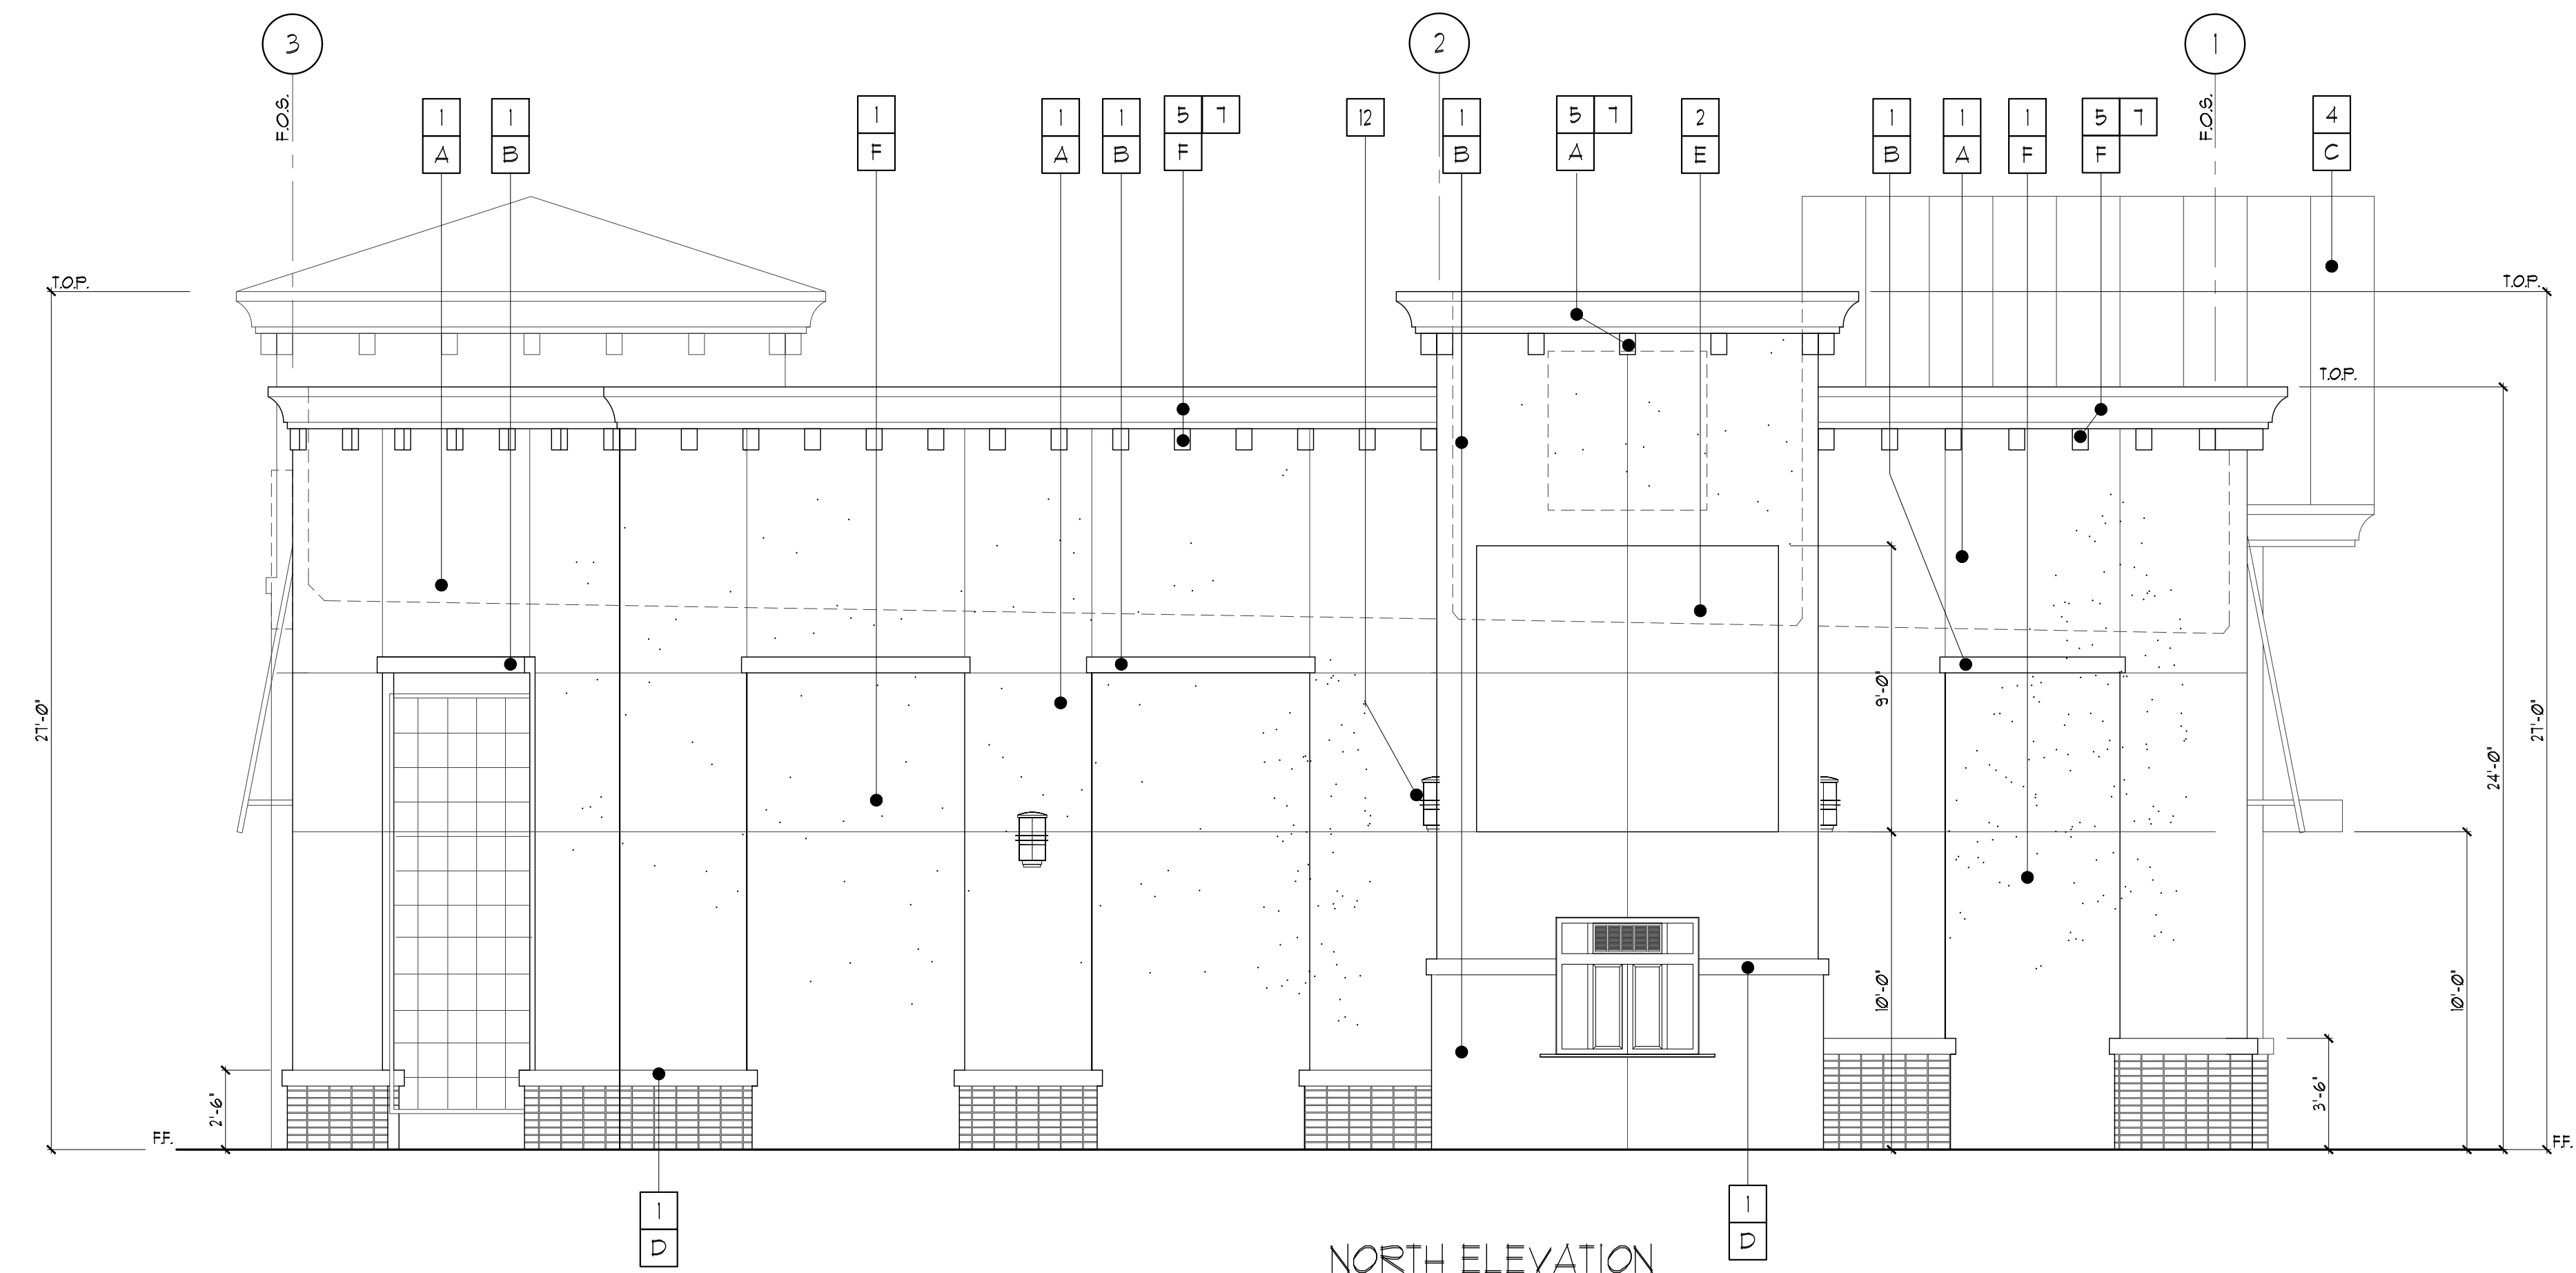 3
2
1
F.O.S.
F.O.S.
1 A
1 B
1 F
1 A
1 B
5 7 F
12
1 B
5 7 A
2 E
1 B
1 A
1 F
5 7 F
4 C
T.O.P.
T.O.P.
T.O.P.
27'-0"
9'-0"
27'-0"
24'-0"
10'-0"
10'-0"
2'-6"
3'-6"
F.F.
F.F.
1 D
1 D
NORTH ELEVATION